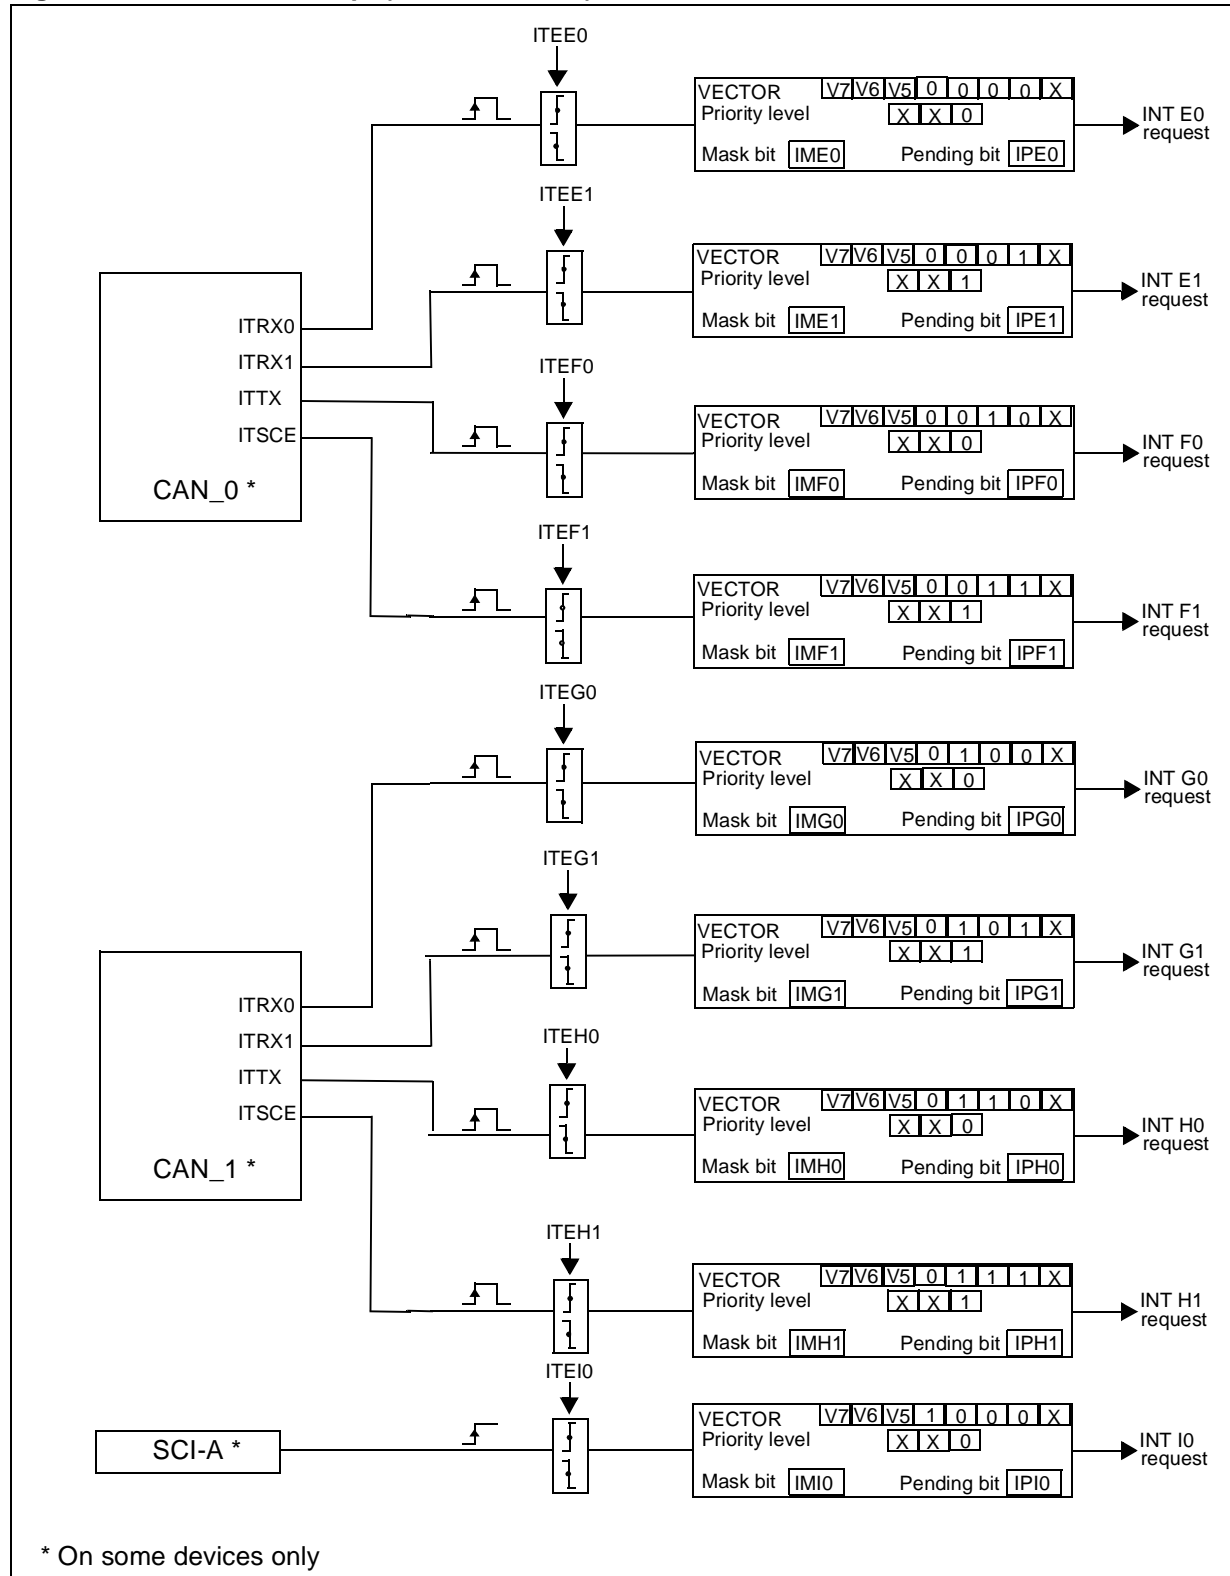 ITEE0
VECTOR V7 V6 V5 0 0 0 0 X
Priority level X X 0
Mask bit IME0 Pending bit IPE0
INT E0
request
ITEE1
VECTOR V7 V6 V5 0 0 0 1 X
Priority level X X 1
Mask bit IME1 Pending bit IPE1
INT E1
request
ITRX0
ITRX1
ITTX
ITSCE
CAN_0 *
ITEF0
VECTOR V7 V6 V5 0 0 1 0 X
Priority level X X 0
Mask bit IMF0 Pending bit IPF0
INT F0
request
ITEF1
VECTOR V7 V6 V5 0 0 1 1 X
Priority level X X 1
Mask bit IMF1 Pending bit IPF1
INT F1
request
ITEG0
VECTOR V7 V6 V5 0 1 0 0 X
Priority level X X 0
Mask bit IMG0 Pending bit IPG0
INT G0
request
ITEG1
VECTOR V7 V6 V5 0 1 0 1 X
Priority level X X 1
Mask bit IMG1 Pending bit IPG1
INT G1
request
ITRX0
ITRX1
ITTX
ITSCE
CAN_1 *
ITEH0
VECTOR V7 V6 V5 0 1 1 0 X
Priority level X X 0
Mask bit IMH0 Pending bit IPH0
INT H0
request
ITEH1
VECTOR V7 V6 V5 0 1 1 1 X
Priority level X X 1
Mask bit IMH1 Pending bit IPH1
INT H1
request
ITEI0
SCI-A *
VECTOR V7 V6 V5 1 0 0 0 X
Priority level X X 0
Mask bit IMI0 Pending bit IPI0
INT I0
request
* On some devices only